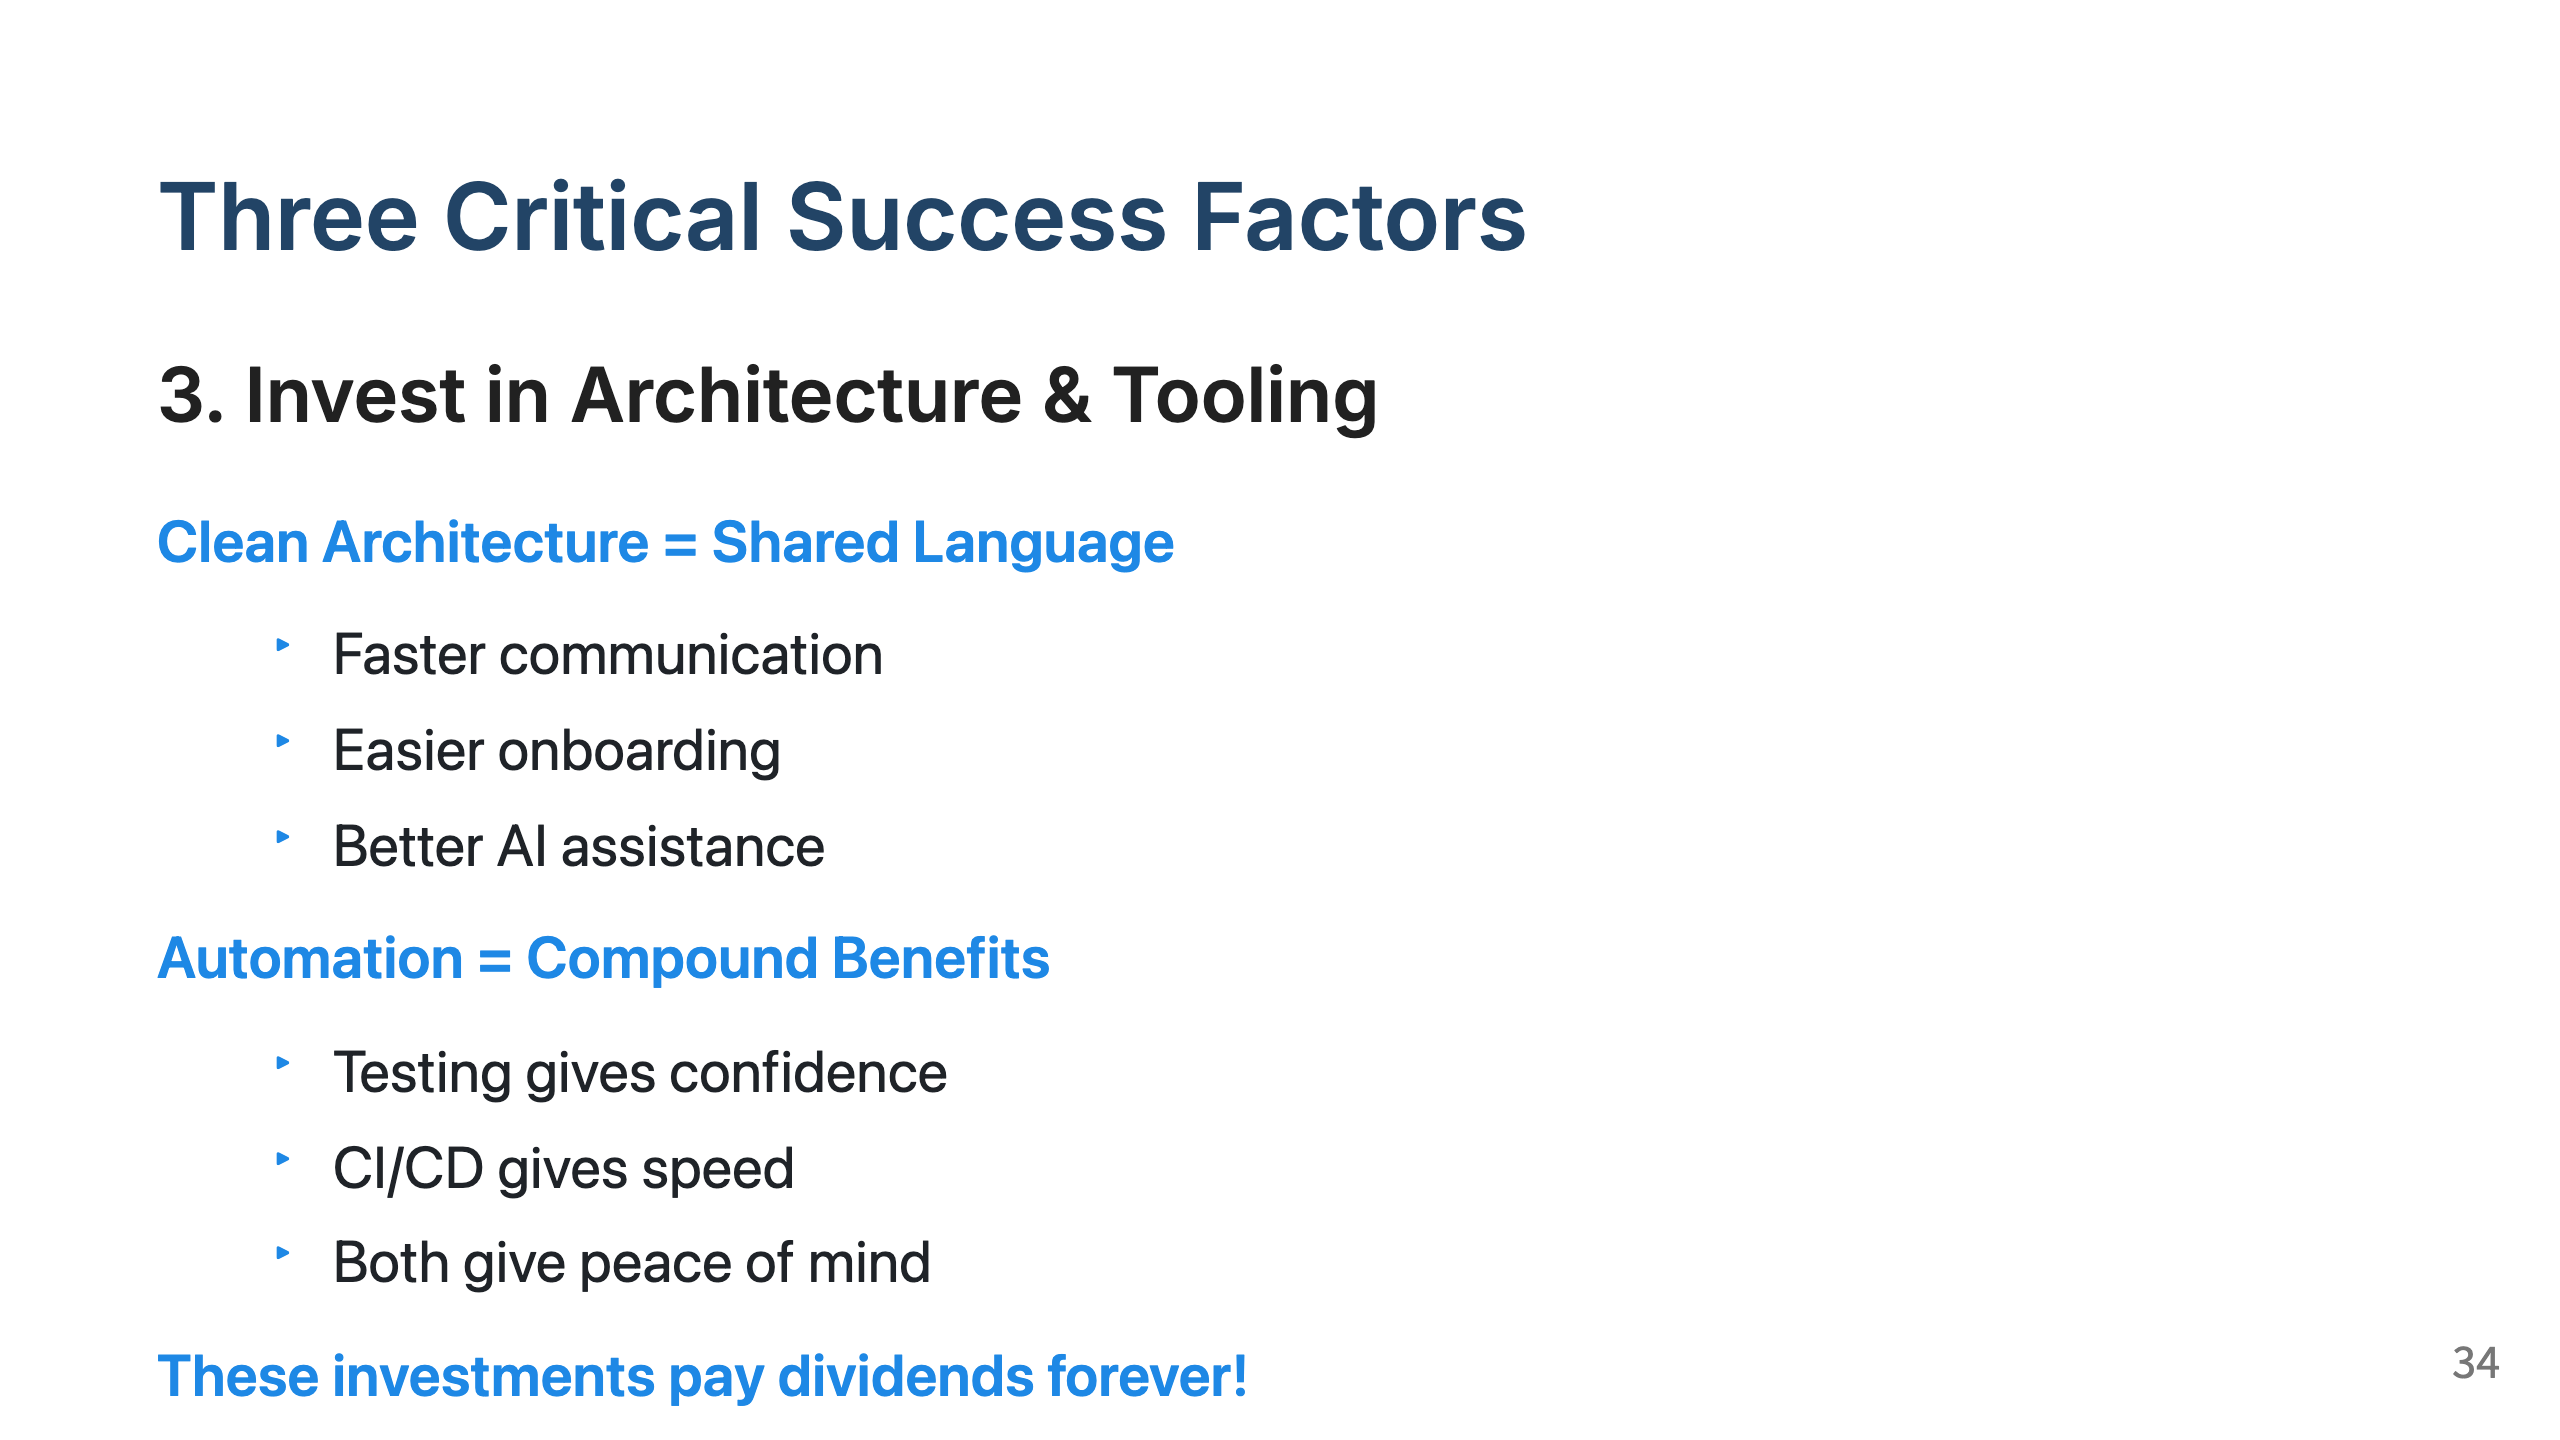 Three Critical Success Factors
3. Invest in Architecture & Tooling
Clean Architecture = Shared Language
‣ Faster communication
‣ Easier onboarding
‣ Better AI assistance
Automation = Compound Benefits
‣ Testing gives confidence
‣ CI/CD gives speed
‣ Both give peace of mind
These investments pay dividends forever!
34